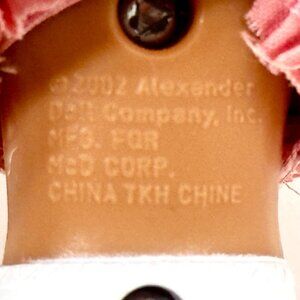 ©2002 Alexander
Doll Company, Inc.
MFG. FOR
McD CORP.
CHINA TKH CHINE